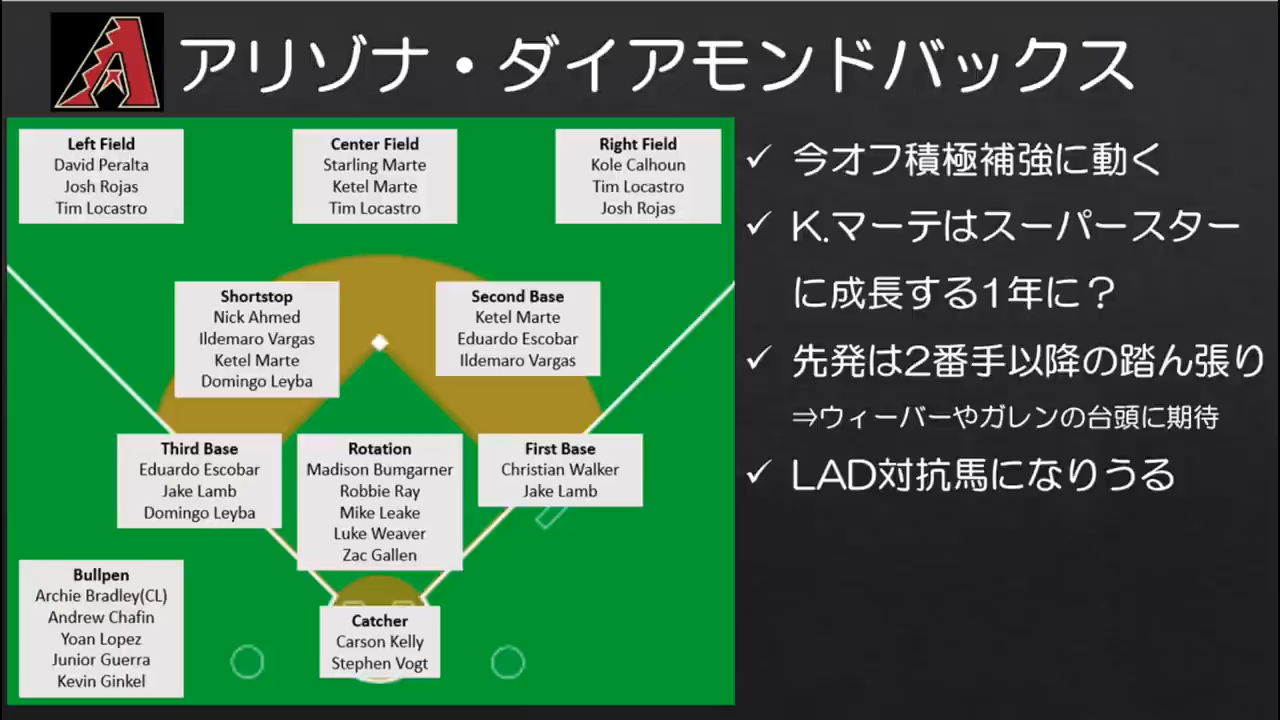 アリゾナ・ダイアモンドバックス
Left Field
David Peralta
Josh Rojas
Tim Locastro
Center Field
Starling Marte
Ketel Marte
Tim Locastro
Right Field
Kole Calhoun
Tim Locastro
Josh Rojas
Shortstop
Nick Ahmed
Ildemaro Vargas
Ketel Marte
Domingo Leyba
Second Base
Ketel Marte
Eduardo Escobar
Ildemaro Vargas
Third Base
Eduardo Escobar
Jake Lamb
Domingo Leyba
Rotation
Madison Bumgarner
Robbie Ray
Mike Leake
Luke Weaver
Zac Gallen
First Base
Christian Walker
Jake Lamb
Bullpen
Archie Bradley(CL)
Andrew Chafin
Yoan Lopez
Junior Guerra
Kevin Ginkel
Catcher
Carson Kelly
Stephen Vogt
✓ 今オフ積極補強に動く
✓ K.マーテはスーパースター
に成長する1年に？
✓ 先発は2番手以降の踏ん張り
⇒ウィーバーやガレンの台頭に期待
✓ LAD対抗馬になりうる